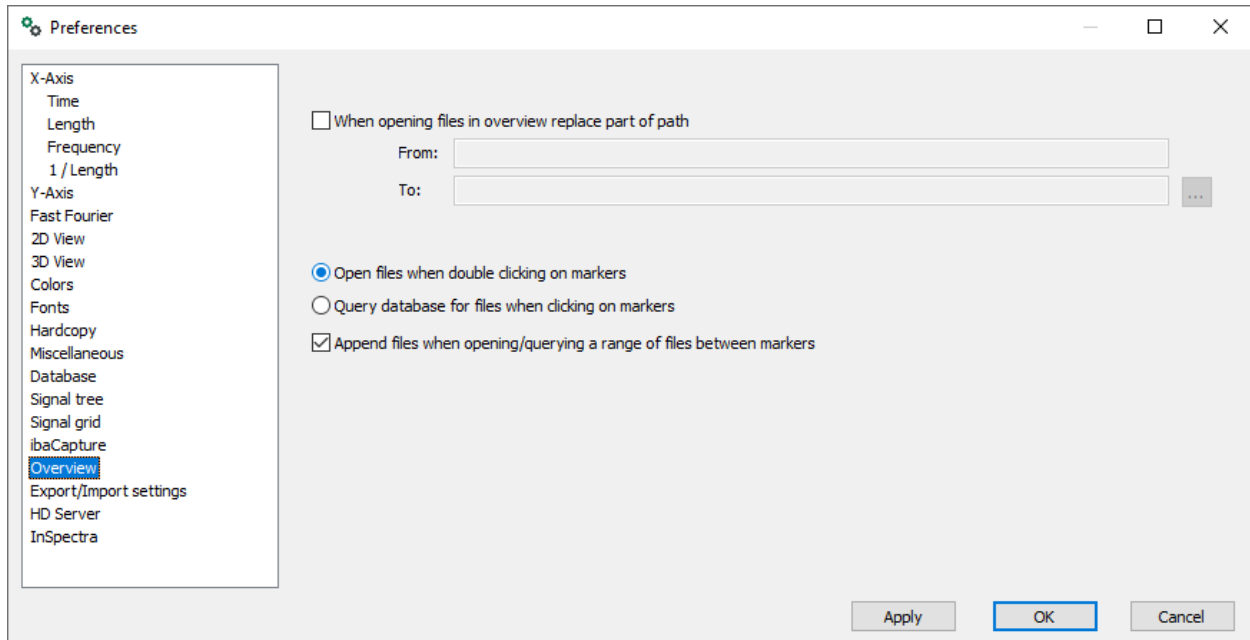 Preferences
X-Axis
Time
Length
Frequency
1 / Length
Y-Axis
Fast Fourier
2D View
3D View
Colors
Fonts
Hardcopy
Miscellaneous
Database
Signal tree
Signal grid
ibaCapture
Overview
Export/Import settings
HD Server
InSpectra
When opening files in overview replace part of path
From:
To:
...
Open files when double clicking on markers
Query database for files when clicking on markers
Append files when opening/querying a range of files between markers
Apply OK Cancel